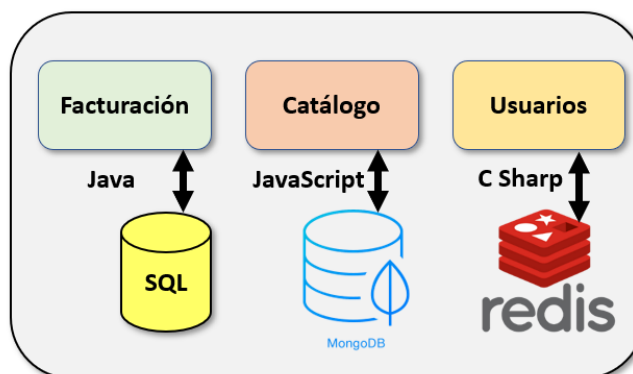 Facturación
Catálogo
Usuarios
Java
JavaScript
C Sharp
SQL
MongoDB
redis